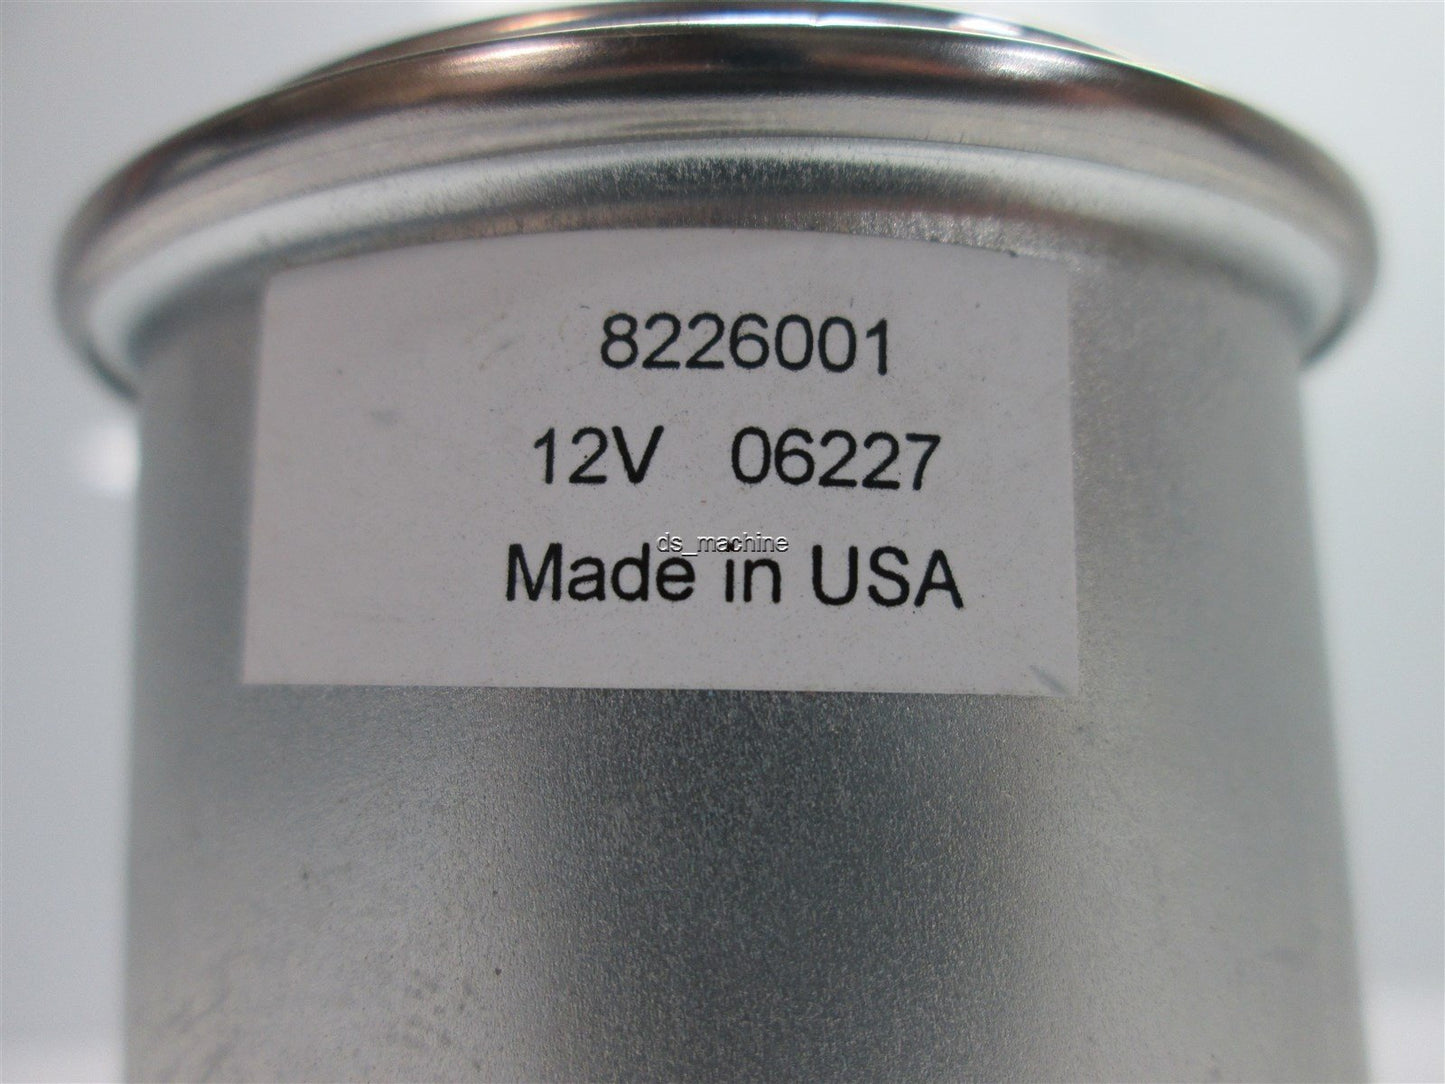 8226001
12V 06227
ds_machine
Made in USA